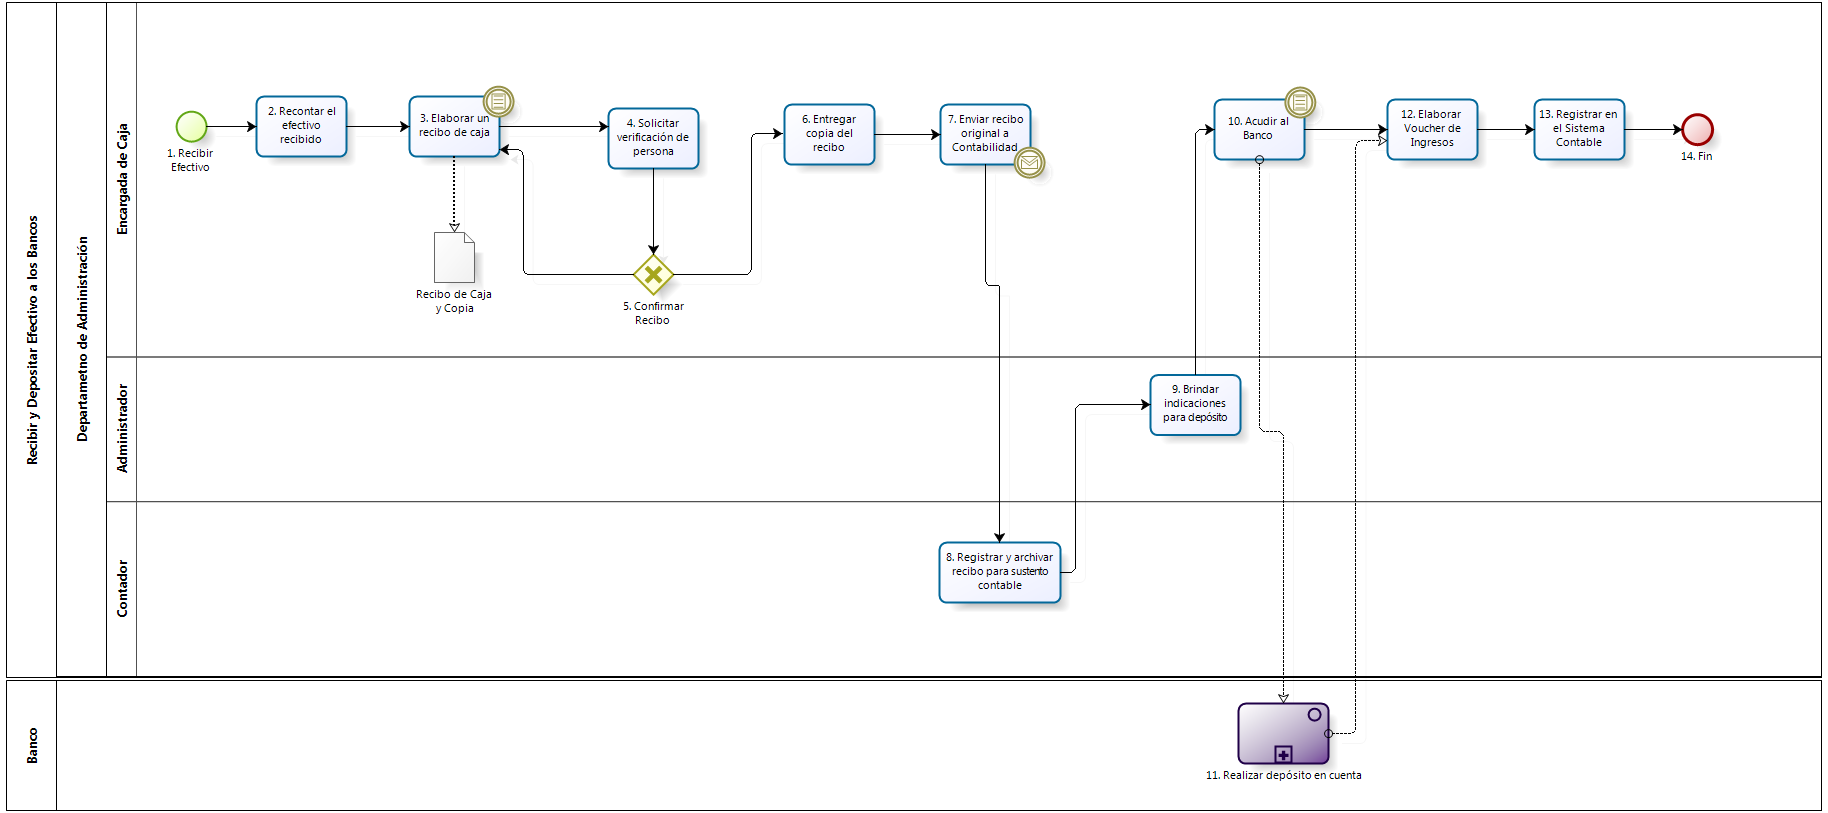 Recibir y Depositar Efectivo a los Bancos
Departametno de Administración
Encargada de Caja
1. Recibir
Efectivo
2. Recontar el
efectivo
recibido
3. Elaborar un
recibo de caja
Recibo de Caja
y Copia
4. Solicitar
verificación de
persona
5. Confirmar
Recibo
6. Entregar
copia del
recibo
7. Enviar recibo
original a
Contabilidad
10. Acudir al
Banco
12. Elaborar
Voucher de
Ingresos
13. Registrar en
en el Sistema
Contable
14. Fin
Administrador
9. Brindar
indicaciones
para depósito
Contador
8. Registrar y archivar
recibo para sustento
contable
Banco
11. Realizar depósito en cuenta